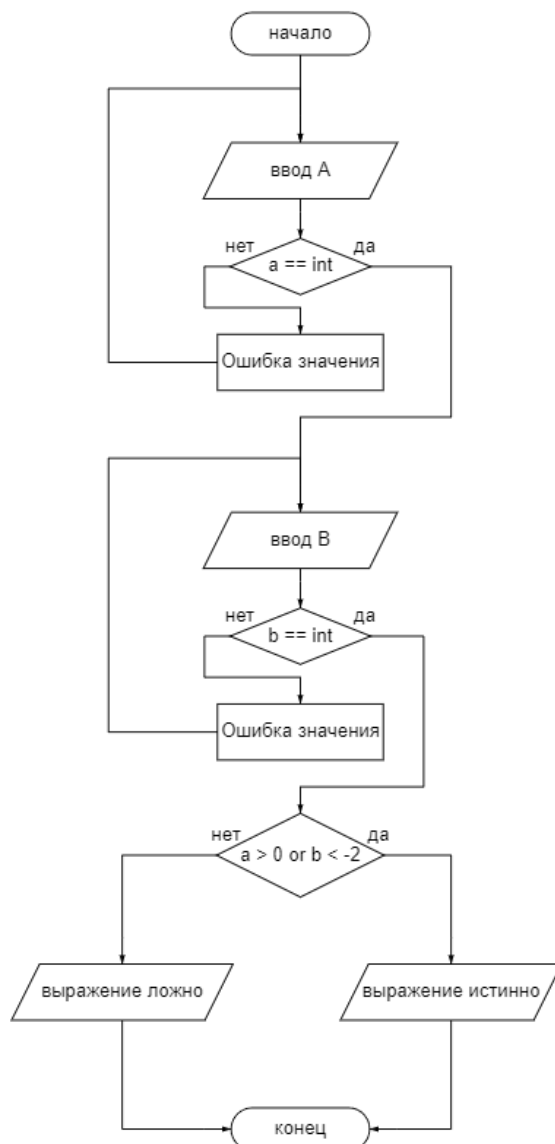 начало
ввод A
нет
да
a == int
Ошибка значения
ввод B
нет
да
b == int
Ошибка значения
нет
да
a > 0 or b < -2
выражение ложно
выражение истинно
конец